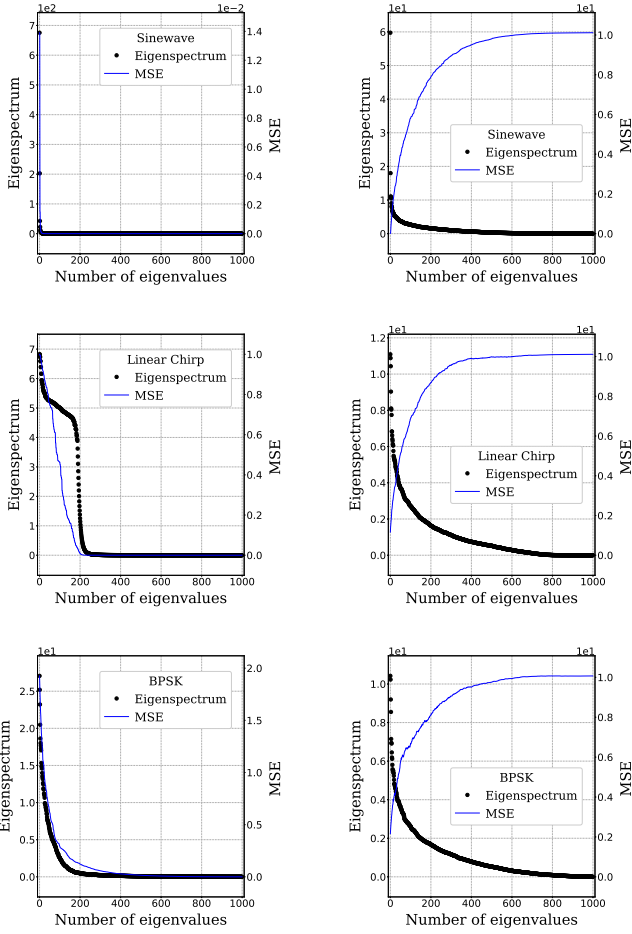 1e2 1e−2 1e1 1e1
7 1.4 6 1.0
6 1.2 5 0.8
5 1.0 4 0.6
4 0.8 3 0.4
3 0.6 2 0.2
2 0.4 1 0.0
1 0.2 0
0 0.0
Eigenspectrum
MSE
Sinewave
Eigenspectrum
MSE
0 200 400 600 800 1000
Number of eigenvalues
Eigenspectrum
MSE
Sinewave
Eigenspectrum
MSE
0 200 400 600 800 1000
Number of eigenvalues
7 1.0
6 0.8
5 0.6
4 0.4
3 0.2
2 0.0
1
0
Eigenspectrum
MSE
Linear Chirp
Eigenspectrum
MSE
0 200 400 600 800 1000
Number of eigenvalues
1e1 1e1
1.2 1.0
1.0 0.8
0.8 0.6
0.6 0.4
0.4 0.2
0.2 0.0
0.0
Eigenspectrum
MSE
Linear Chirp
Eigenspectrum
MSE
0 200 400 600 800 1000
Number of eigenvalues
1e1
2.5 2.0
2.0 1.5
1.5 1.0
1.0 0.5
0.5 0.0
0.0
Eigenspectrum
MSE
BPSK
Eigenspectrum
MSE
0 200 400 600 800 1000
Number of eigenvalues
1e1 1e1
1.0 1.0
0.8 0.8
0.6 0.6
0.4 0.4
0.2 0.2
0.0 0.0
Eigenspectrum
MSE
BPSK
Eigenspectrum
MSE
0 200 400 600 800 1000
Number of eigenvalues